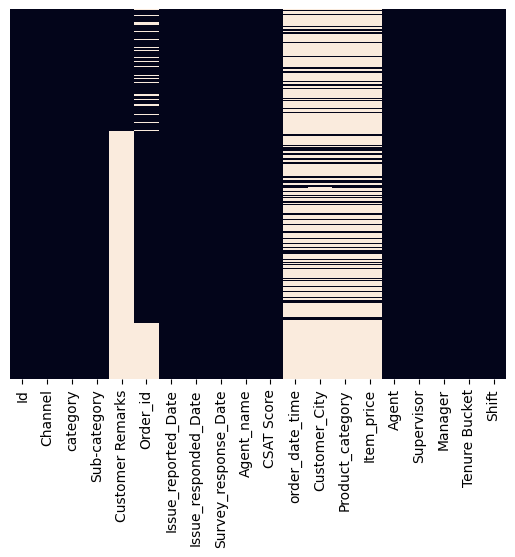 Id
Channel
category
Sub-category
Customer Remarks
Order_id
Issue_reported_Date
Issue_responded_Date
Survey_response_Date
Agent_name
CSAT Score
order_date_time
Customer_City
Product_category
Item_price
Agent
Supervisor
Manager
Tenure Bucket
Shift